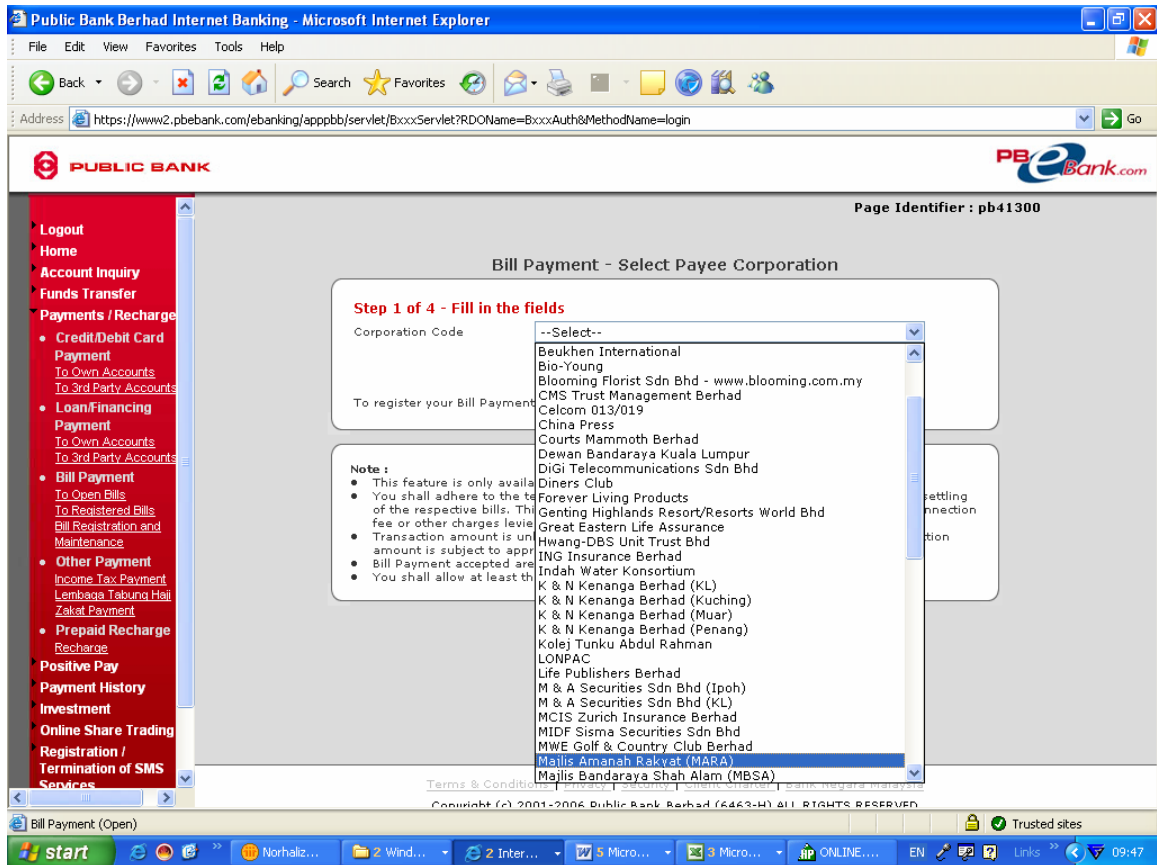 Public Bank Berhad Internet Banking - Microsoft Internet Explorer
File Edit View Favorites Tools Help
Back Search Favorites
Address https://www2.pbebank.com/ebanking/apppbb/servlet/BxxxServlet?RDOName=BxxxAuth&MethodName=login Go
PUBLIC BANK
PBeBank.com
Page Identifier : pb41300
Logout
Home
Account Inquiry
Funds Transfer
Payments / Recharge
Credit/Debit Card
Payment
To Own Accounts
To 3rd Party Accounts
Loan/Financing
Payment
To Own Accounts
To 3rd Party Accounts
Bill Payment
To Open Bills
To Registered Bills
Bill Registration and
Maintenance
Other Payment
Income Tax Payment
Lembaga Tabung Haji
Zakat Payment
Prepaid Recharge
Recharge
Positive Pay
Payment History
Investment
Online Share Trading
Registration /
Termination of SMS
Services
Bill Payment - Select Payee Corporation
Step 1 of 4 - Fill in the fields
Corporation Code --Select--
To register your Bill Payment
Beukhen International
Bio-Young
Blooming Florist Sdn Bhd - www.blooming.com.my
CMS Trust Management Berhad
Celcom 013/019
China Press
Courts Mammoth Berhad
Dewan Bandaraya Kuala Lumpur
DiGi Telecommunications Sdn Bhd
Diners Club
Forever Living Products
Genting Highlands Resort/Resorts World Bhd
Great Eastern Life Assurance
Hwang-DBS Unit Trust Bhd
ING Insurance Berhad
Indah Water Konsortium
K & N Kenanga Berhad (KL)
K & N Kenanga Berhad (Kuching)
K & N Kenanga Berhad (Muar)
K & N Kenanga Berhad (Penang)
Kolej Tunku Abdul Rahman
LONPAC
Life Publishers Berhad
M & A Securities Sdn Bhd (Ipoh)
M & A Securities Sdn Bhd (KL)
MCIS Zurich Insurance Berhad
MIDF Sisma Securities Sdn Bhd
MWE Golf & Country Club Berhad
Majlis Amanah Rakyat (MARA)
Majlis Bandaraya Shah Alam (MBSA)
Note :
This feature is only availa
You shall adhere to the te settling
of the respective bills. Thi nnection
fee or other charges levie
Transaction amount is unl tion
amount is subject to appr
Bill Payment accepted are
You shall allow at least th
Terms & Conditions | Privacy | Security | Client Charter | Bank Negara Malaysia
Copyright (c) 2001-2006 Public Bank Berhad (6463-H) ALL RIGHTS RESERVED
Bill Payment (Open) Trusted sites
start Norhaliz... 2 Wind... 2 Inter... 5 Micro... 3 Micro... ONLINE.... EN Links 09:47